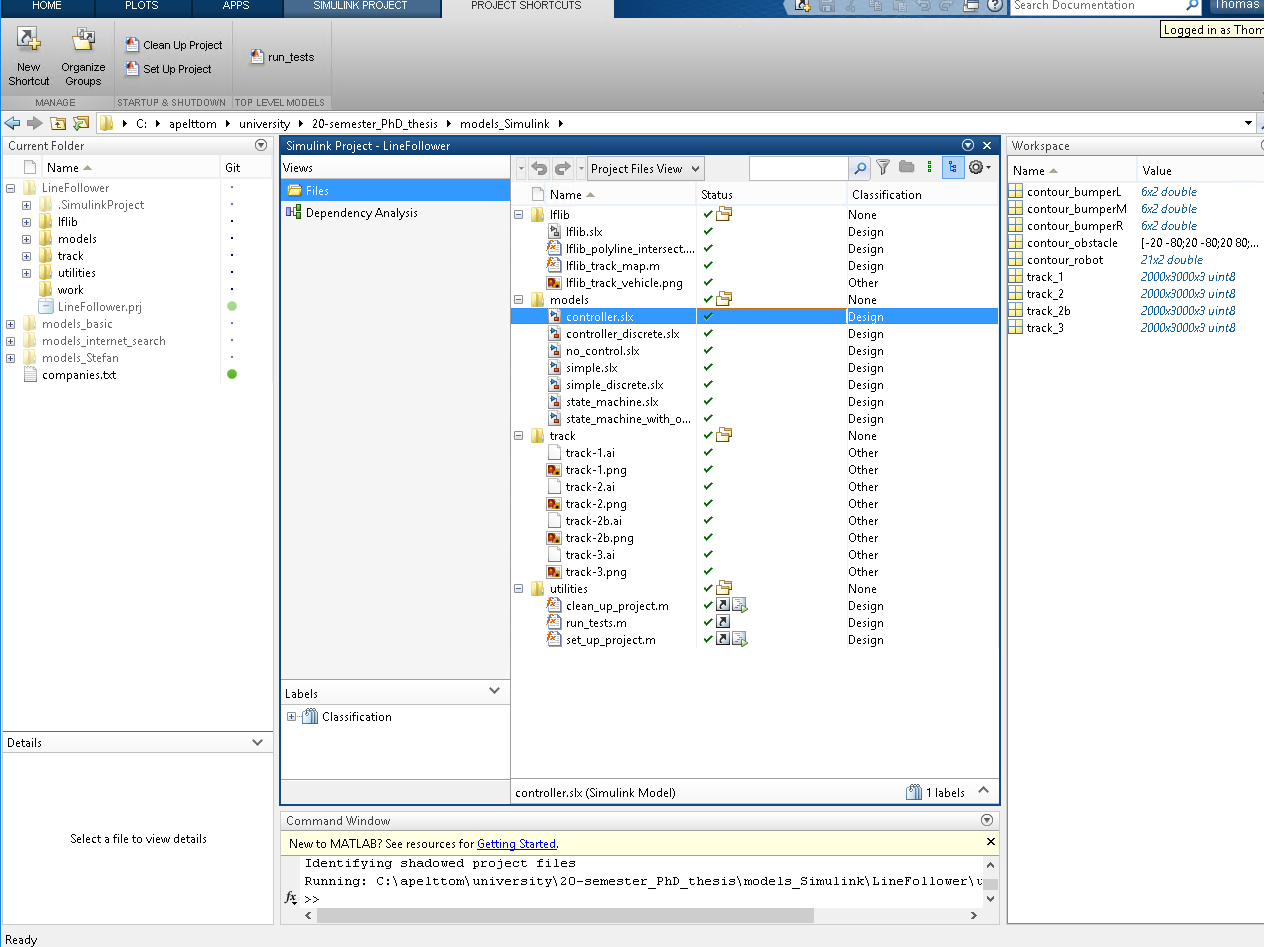 HOME PLOTS APPS SIMULINK PROJECT PROJECT SHORTCUTS Search Documentation Thomas
Logged in as Thom
New Shortcut
Organize Groups
Clean Up Project
Set Up Project
run_tests
MANAGE STARTUP & SHUTDOWN TOP LEVEL MODELS
C: apelttom university 20-semester_PhD_thesis models_Simulink
Current Folder
Name Git
LineFollower
.SimulinkProject
lflib
models
track
utilities
work
LineFollower.prj
models_basic
models_internet_search
models_Stefan
companies.txt
Details
Select a file to view details
Simulink Project - LineFollower
Views
Files
Dependency Analysis
Labels
Classification
Project Files View
Name Status Classification
lflib None
lflib.slx Design
lflib_polyline_intersect.... Design
lflib_track_map.m Design
lflib_track_vehicle.png Other
models None
controller.slx Design
controller_discrete.slx Design
no_control.slx Design
simple.slx Design
simple_discrete.slx Design
state_machine.slx Design
state_machine_with_o... Design
track None
track-1.ai Other
track-1.png Other
track-2.ai Other
track-2.png Other
track-2b.ai Other
track-2b.png Other
track-3.ai Other
track-3.png Other
utilities None
clean_up_project.m Design
run_tests.m Design
set_up_project.m Design
controller.slx (Simulink Model) 1 labels
Command Window
New to MATLAB? See resources for Getting Started.
Identifying shadowed project files
Running: C:\apelttom\university\20-semester_PhD_thesis\models_Simulink\LineFollower\u
fx >>
Workspace
Name Value
contour_bumperL 6x2 double
contour_bumperM 6x2 double
contour_bumperR 6x2 double
contour_obstacle [-20 -80;20 -80;20 80;...
contour_robot 21x2 double
track_1 2000x3000x3 uint8
track_2 2000x3000x3 uint8
track_2b 2000x3000x3 uint8
track_3 2000x3000x3 uint8
Ready